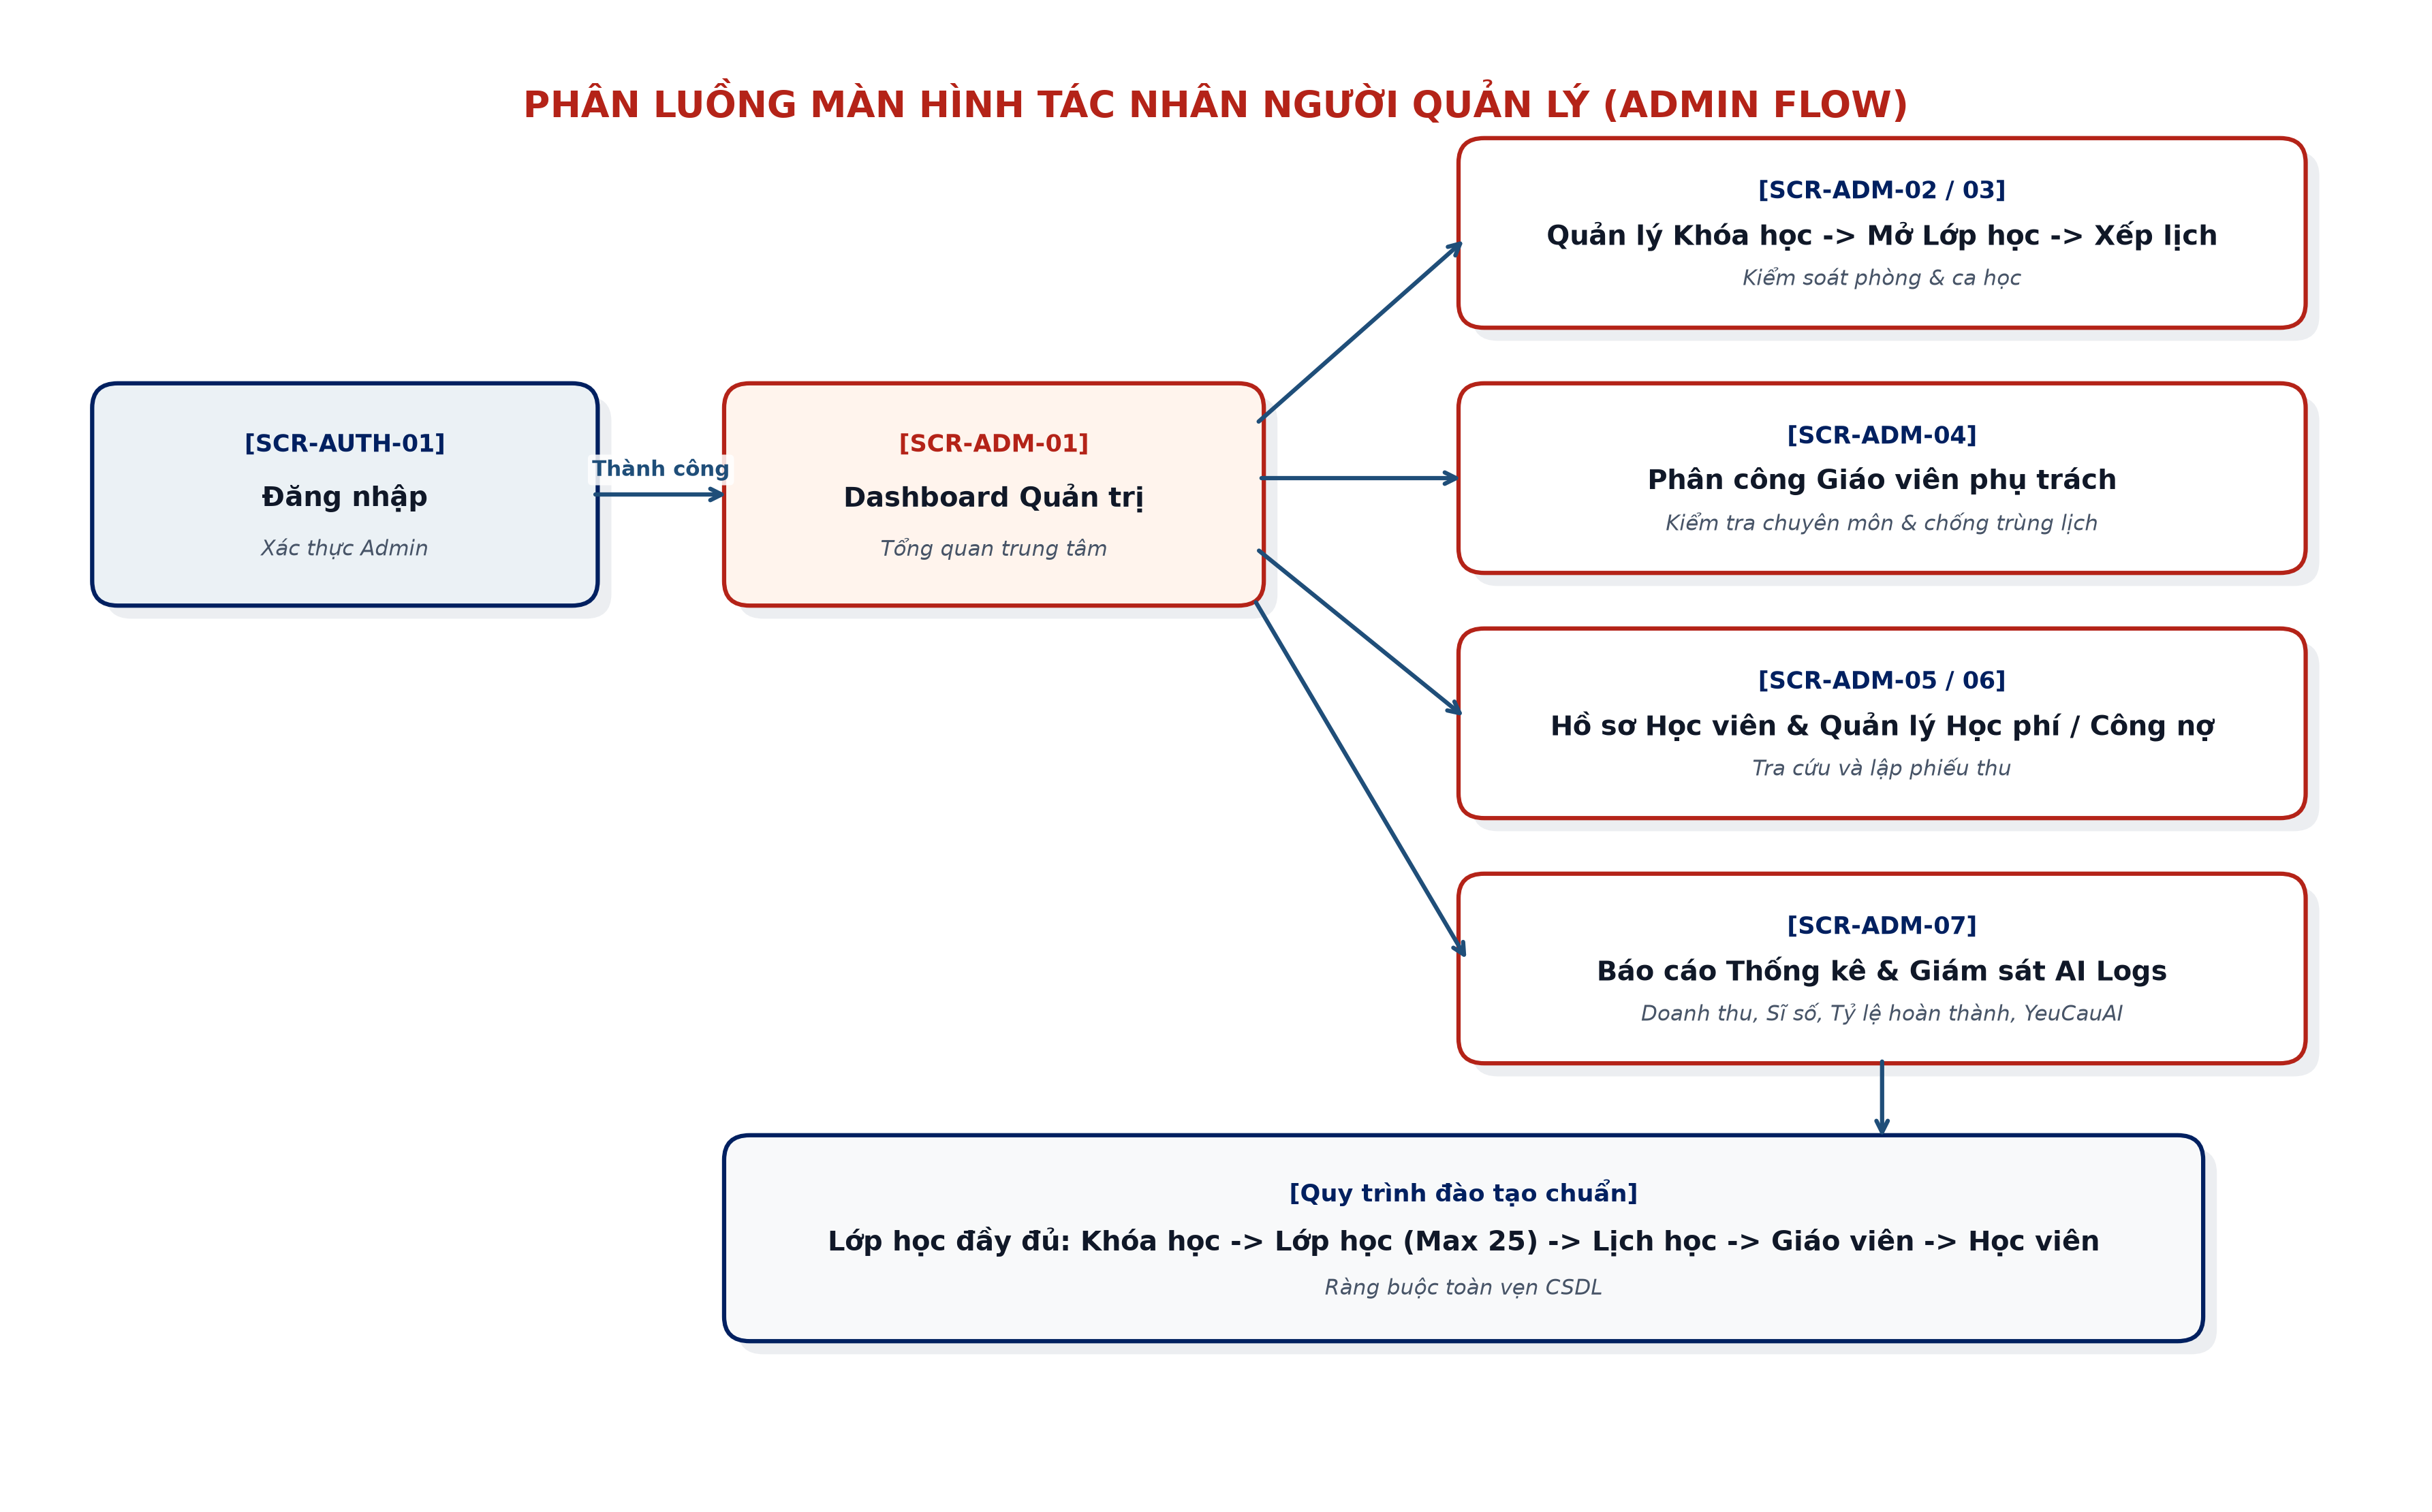 PHÂN LUỒNG MÀN HÌNH TÁC NHÂN NGƯỜI QUẢN LÝ (ADMIN FLOW)
[SCR-AUTH-01]
Đăng nhập
Xác thực Admin
Thành công
[SCR-ADM-01]
Dashboard Quản trị
Tổng quan trung tâm
[SCR-ADM-02 / 03]
Quản lý Khóa học -> Mở Lớp học -> Xếp lịch
Kiểm soát phòng & ca học
[SCR-ADM-04]
Phân công Giáo viên phụ trách
Kiểm tra chuyên môn & chống trùng lịch
[SCR-ADM-05 / 06]
Hồ sơ Học viên & Quản lý Học phí / Công nợ
Tra cứu và lập phiếu thu
[SCR-ADM-07]
Báo cáo Thống kê & Giám sát AI Logs
Doanh thu, Sĩ số, Tỷ lệ hoàn thành, YeuCauAI
[Quy trình đào tạo chuẩn]
Lớp học đầy đủ: Khóa học -> Lớp học (Max 25) -> Lịch học -> Giáo viên -> Học viên
Ràng buộc toàn vẹn CSDL